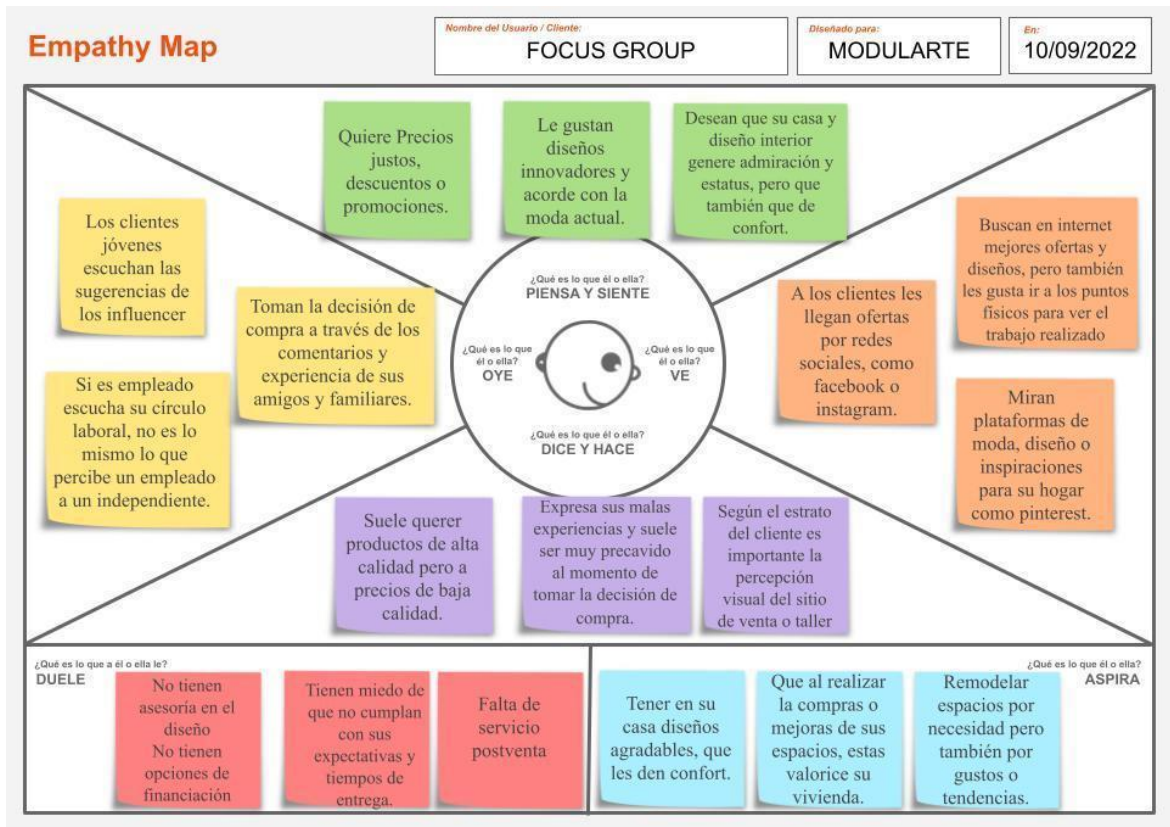 Empathy Map
Nombre del Usuario / Cliente:
FOCUS GROUP
Diseñado para:
MODULARTE
En:
10/09/2022
Quiere Precios
justos,
descuentos o
promociones.
Le gustan
diseños
innovadores y
acorde con la
moda actual.
Desean que su casa y
diseño interior
genere admiración y
estatus, pero que
también que de
confort.
Los clientes
jóvenes
escuchan las
sugerencias de
los influencer
Toman la decisión de
compra a través de los
comentarios y
experiencia de sus
amigos y familiares.
Si es empleado
escucha su círculo
laboral, no es lo
mismo lo que
percibe un empleado
a un independiente.
¿Qué es lo que él o ella?
PIENSA Y SIENTE
¿Qué es lo que
él o ella?
OYE
¿Qué es lo que
él o ella?
VE
¿Qué es lo que él o ella?
DICE Y HACE
A los clientes les
llegan ofertas
por redes
sociales, como
facebook o
instagram.
Buscan en internet
mejores ofertas y
diseños, pero también
les gusta ir a los puntos
físicos para ver el
trabajo realizado
Miran
plataformas de
moda, diseño o
inspiraciones
para su hogar
como pinterest.
Suele querer
productos de alta
calidad pero a
precios de baja
calidad.
Expresa sus malas
experiencias y suele
ser muy precavido
al momento de
tomar la decisión de
compra.
Según el estrato
del cliente es
importante la
percepción
visual del sitio
de venta o taller
¿Qué es lo que a él o ella le?
DUELE
No tienen
asesoría en el
diseño
No tienen
opciones de
financiación
Tienen miedo de
que no cumplan
con sus
expectativas y
tiempos de
entrega.
Falta de
servicio
postventa
¿Qué es lo que él o ella?
ASPIRA
Tener en su
casa diseños
agradables, que
les den confort.
Que al realizar
la compras o
mejoras de sus
espacios, estas
valorice su
vivienda.
Remodelar
espacios por
necesidad pero
también por
gustos o
tendencias.